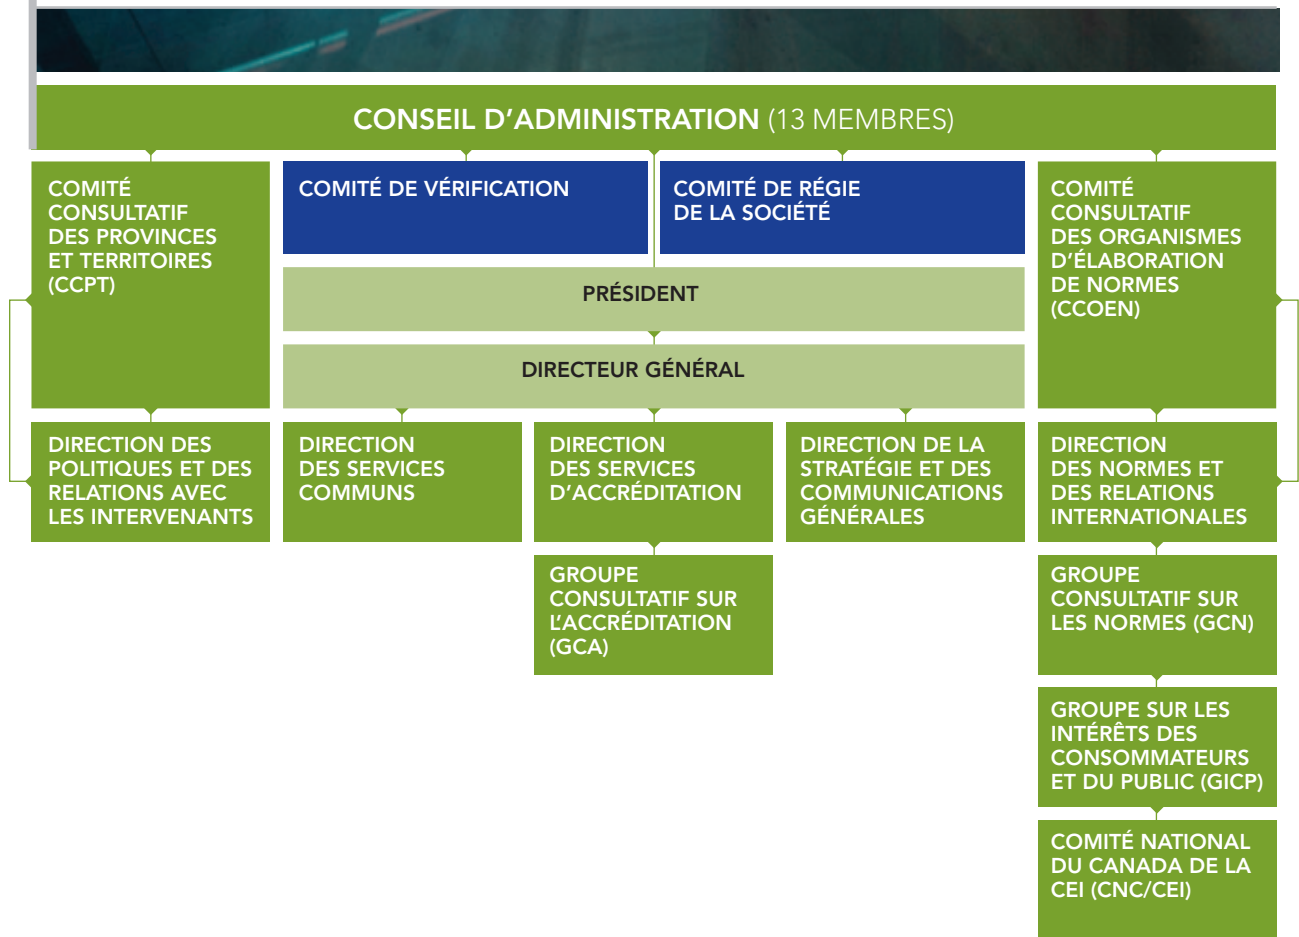 CONSEIL D’ADMINISTRATION (13 MEMBRES)
COMITÉ
CONSULTATIF
DES PROVINCES
ET TERRITOIRES
(CCPT)
COMITÉ DE VÉRIFICATION
COMITÉ DE RÉGIE
DE LA SOCIÉTÉ
COMITÉ
CONSULTATIF
DES ORGANISMES
D’ÉLABORATION
DE NORMES
(CCOEN)
PRÉSIDENT
DIRECTEUR GÉNÉRAL
DIRECTION DES
POLITIQUES ET DES
RELATIONS AVEC
LES INTERVENANTS
DIRECTION
DES SERVICES
COMMUNS
DIRECTION
DES SERVICES
D’ACCRÉDITATION
DIRECTION DE LA
STRATÉGIE ET DES
COMMUNICATIONS
GÉNÉRALES
DIRECTION
DES NORMES ET
DES RELATIONS
INTERNATIONALES
GROUPE
CONSULTATIF SUR
L’ACCRÉDITATION
(GCA)
GROUPE
CONSULTATIF SUR
LES NORMES (GCN)
GROUPE SUR LES
INTÉRÊTS DES
CONSOMMATEURS
ET DU PUBLIC (GICP)
COMITÉ NATIONAL
DU CANADA DE LA
CEI (CNC/CEI)